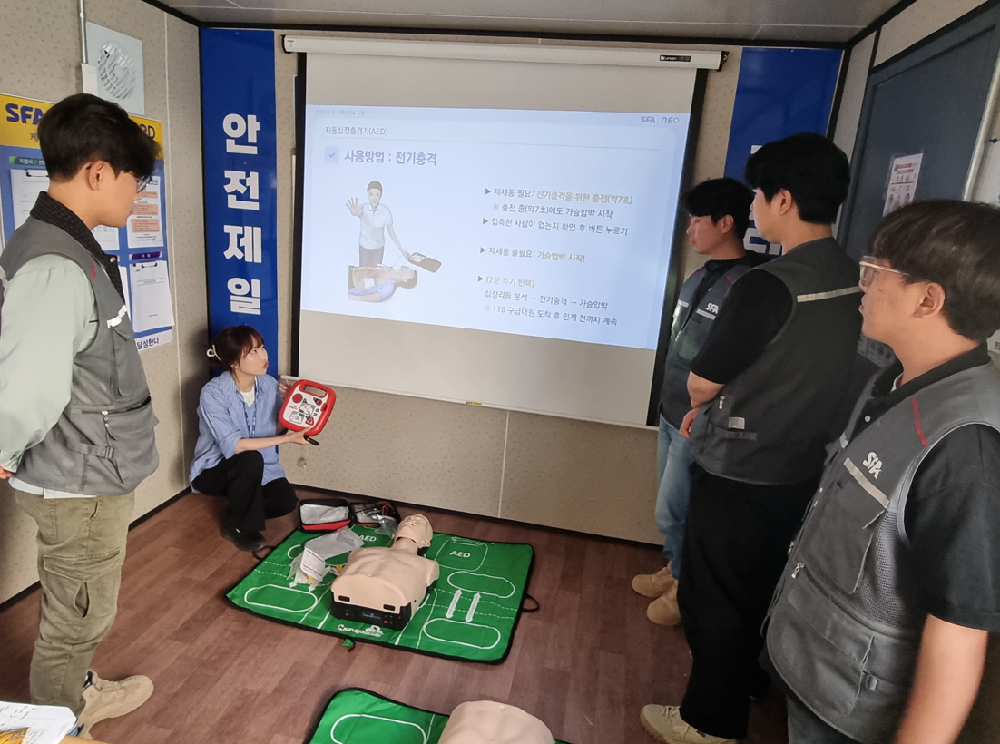 SFA
안
전
제
일
SFA NEO
자동심장충격기(AED)
사용방법 : 전기충격
▶ 제세동 필요: 전기충격을 위한 충전(약7초)
※ 충전 중(약7초)에도 가슴압박 시작
▶ 접촉한 사람이 없는지 확인 후 버튼 누르기
▶ 제세동 불필요: 가슴압박 시작!
▶ (2분 주기 반복)
심장리듬 분석 → 전기충격 → 가슴압박
※ 119 구급대원 도착 후 인계 전까지 계속
달성한다
SFA
SFA
AED
AED